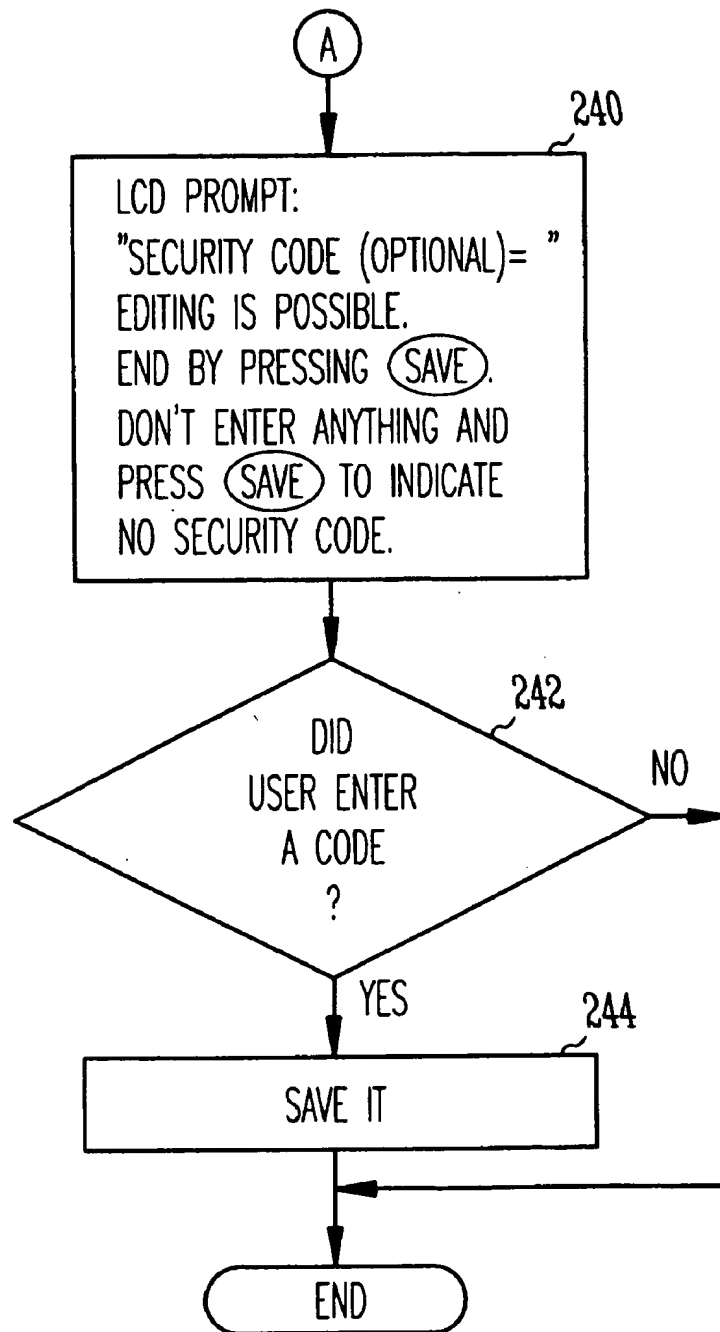 A
240
LCD PROMPT:
"SECURITY CODE (OPTIONAL)= "
EDITING IS POSSIBLE.
END BY PRESSING SAVE.
DON'T ENTER ANYTHING AND
PRESS SAVE TO INDICATE
NO SECURITY CODE.
242
DID
USER ENTER
A CODE
?
NO
YES
244
SAVE IT
END